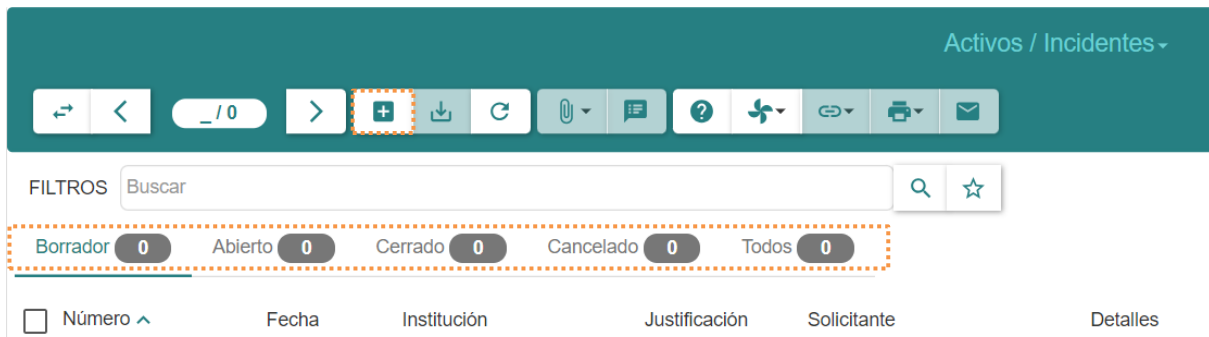 Activos / Incidentes
_ / 0
FILTROS Buscar
Borrador 0 Abierto 0 Cerrado 0 Cancelado 0 Todos 0
Número Fecha Institución Justificación Solicitante Detalles